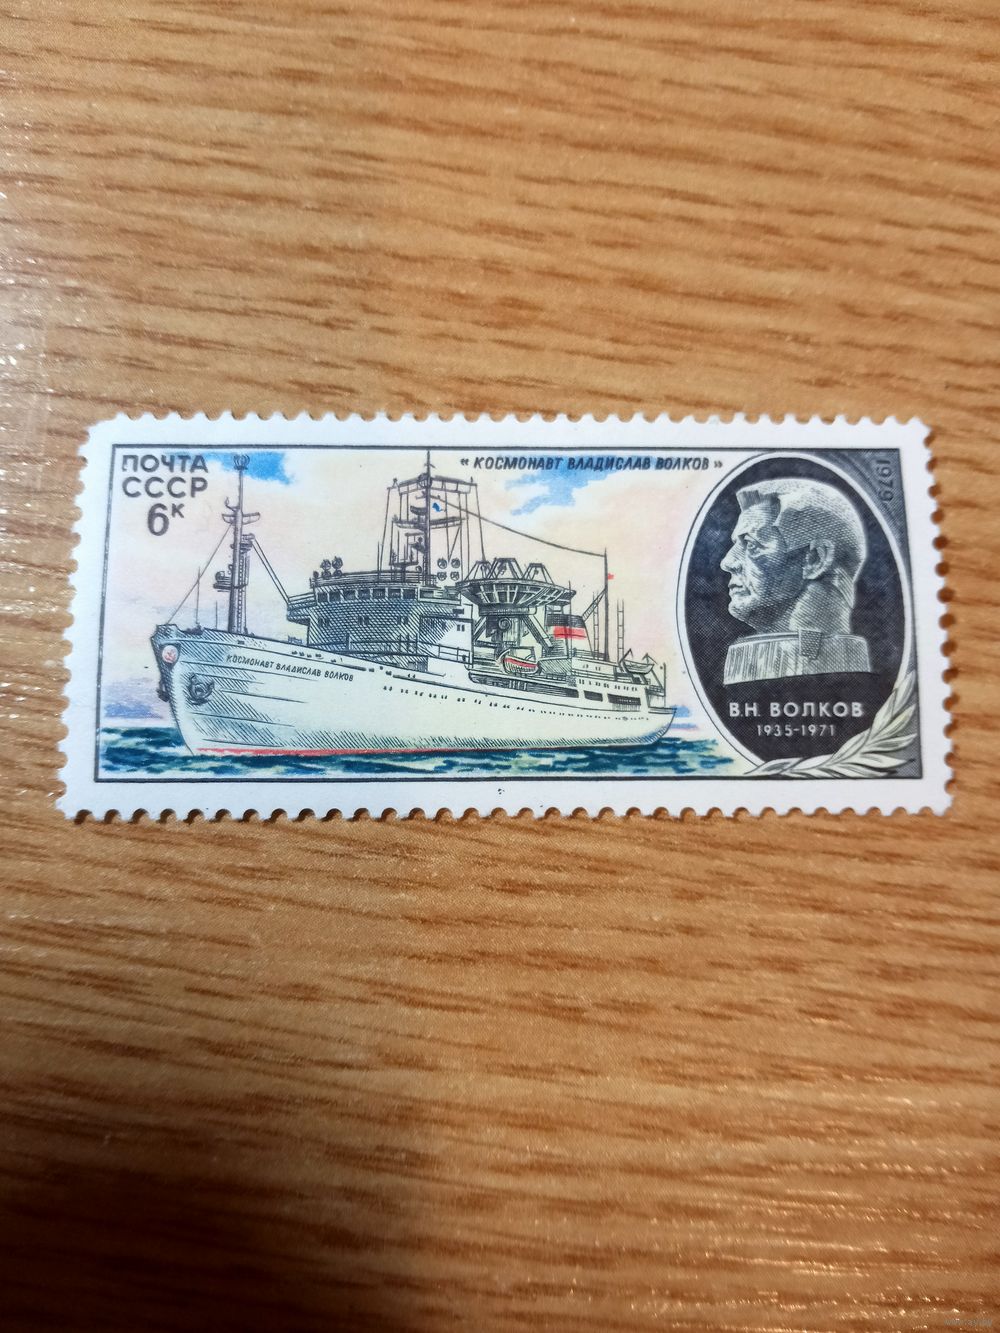 ПОЧТА
СССР
6к
«КОСМОНАВТ ВЛАДИСЛАВ ВОЛКОВ»
1979
КОСМОНАВТ ВЛАДИСЛАВ ВОЛКОВ
В.Н. ВОЛКОВ
1935-1971